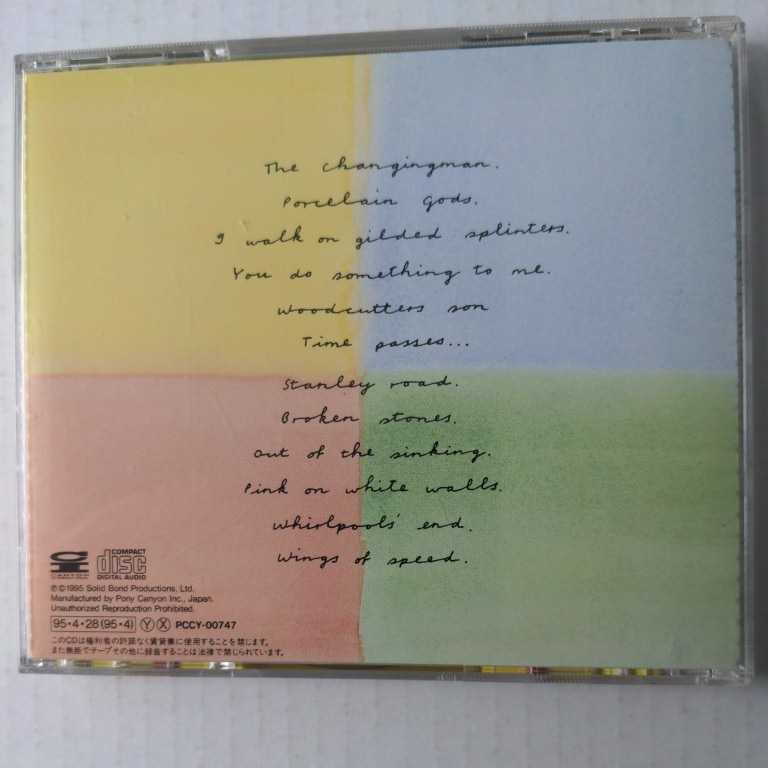 The changingman.
Porcelain gods.
I walk on gilded splinters.
You do something to me.
Woodcutters son
Time passes...
Stanley road.
Broken stones.
Out of the sinking.
Pink on white walls.
Whirlpools' end.
Wings of speed.
COMPACT
disc
DIGITAL AUDIO
℗©1995 Solid Bond Productions, Ltd.
Manufactured by Pony Canyon Inc., Japan.
Unauthorized Reproduction Prohibited.
95・4・28(95・4) Ⓨ Ⓧ PCCY-00747
このCDは権利者の許諾なく賃貸業に使用することを禁じます。
また無断でテープその他に録音することは法律で禁じられています。